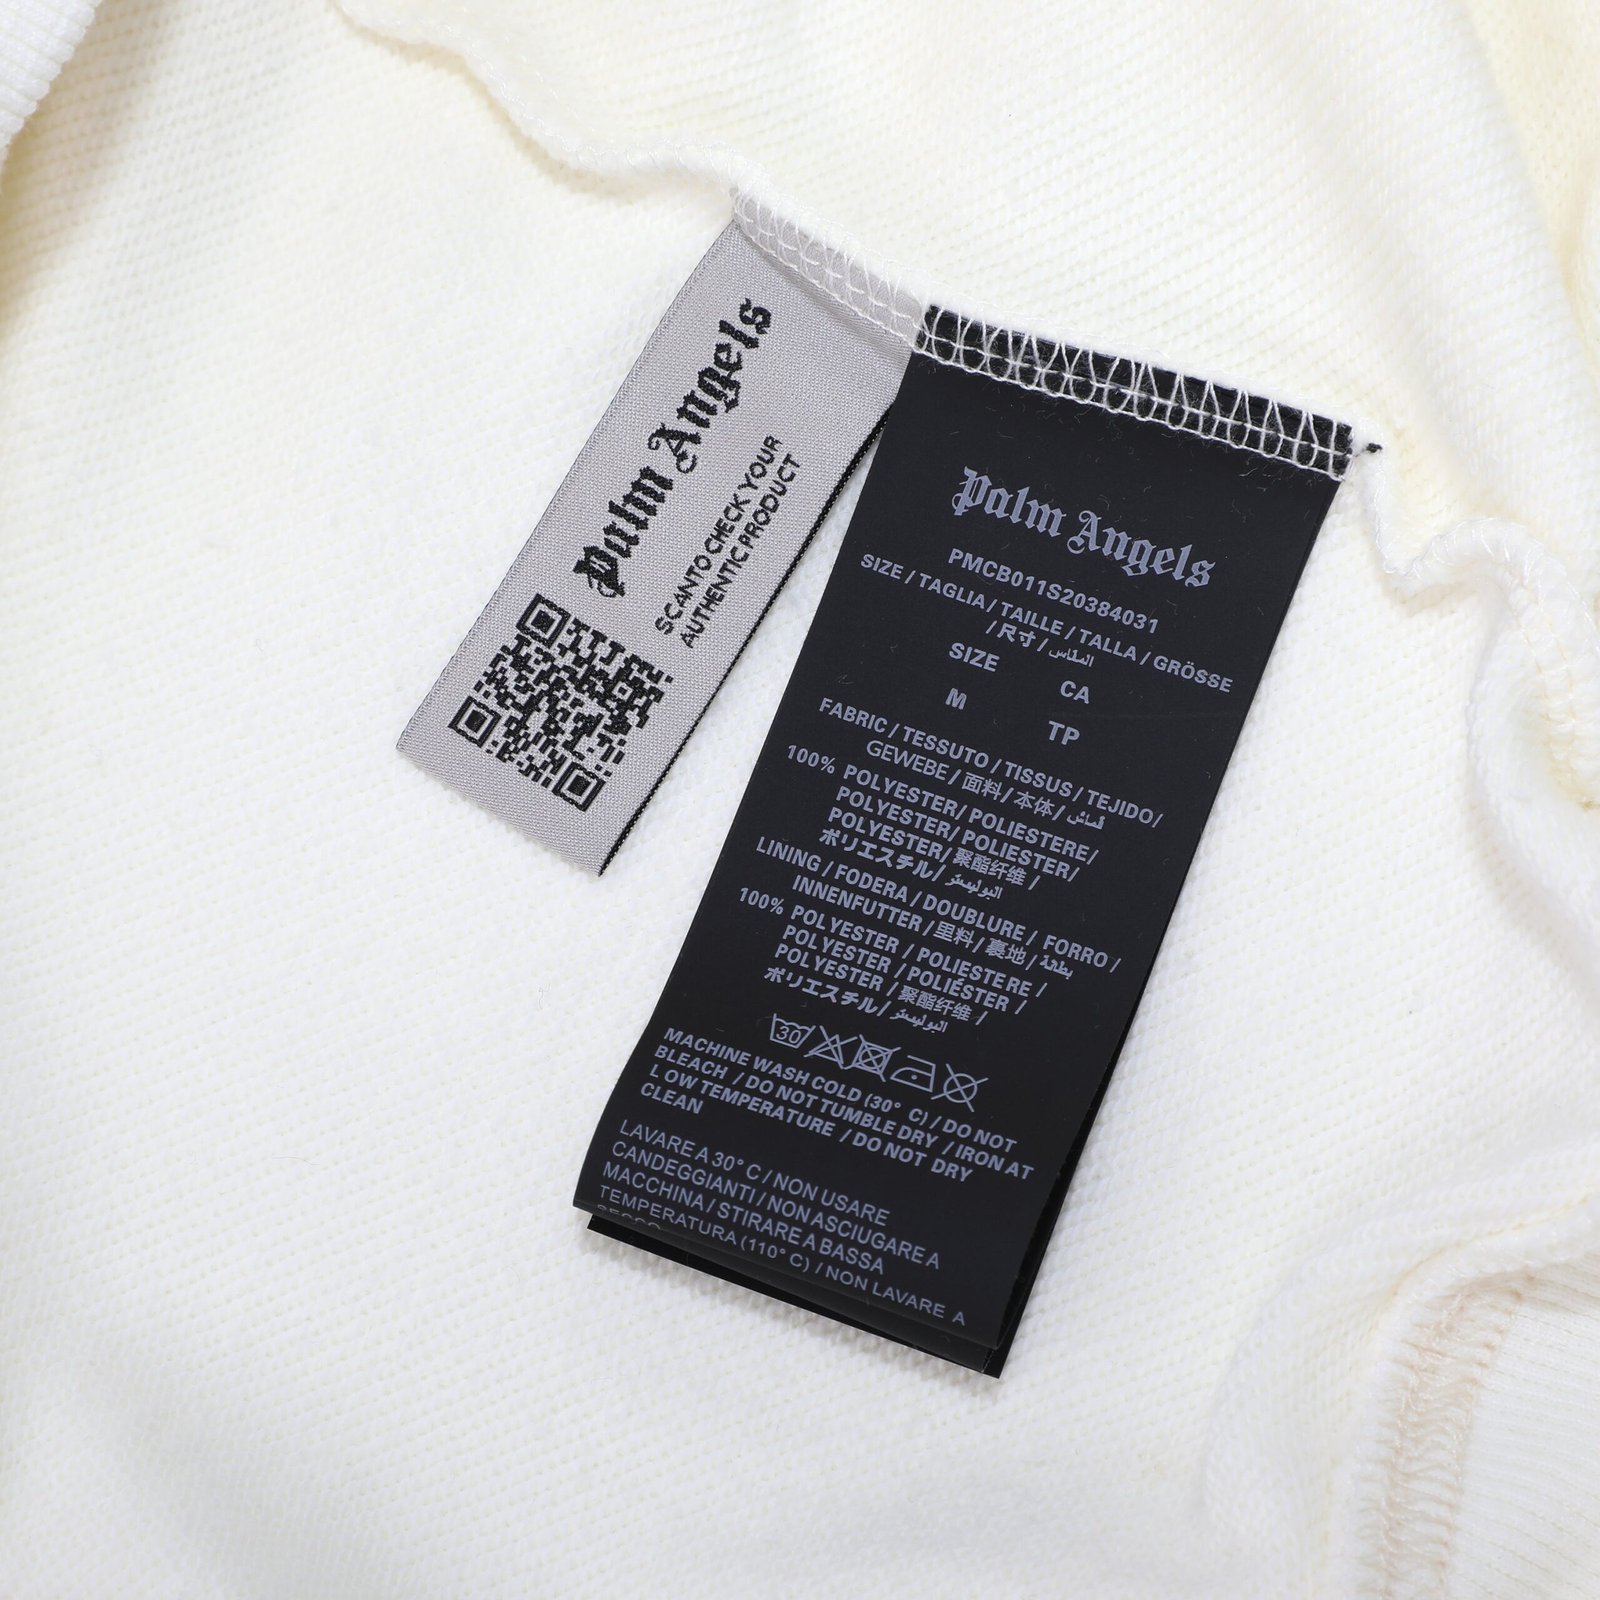 Palm Angels
SCAN TO CHECK YOUR
AUTHENTIC PRODUCT
Palm Angels
PMCB011S20384031
SIZE / TAGLIA / TAILLE / TALLA / GRÖSSE
/ 尺寸 / المقاس
SIZE CA
M TP
FABRIC / TESSUTO / TISSUS / TEJIDO /
GEWEBE / 面料 / 本体 / قماش
100% POLYESTER / POLIESTERE /
POLYESTER / POLIESTER /
POLYESTER / 聚酯纤维 /
ポリエスチル / البوليستر
LINING / FODERA / DOUBLURE / FORRO /
INNENFUTTER / 里料 / 裏地 / بطانة
100% POLYESTER / POLIESTERE /
POLYESTER / POLIÉSTER /
POLYESTER / 聚酯纤维 /
ポリエスチル / البوليستر
30
MACHINE WASH COLD (30° C) / DO NOT
BLEACH / DO NOT TUMBLE DRY / IRON AT
LOW TEMPERATURE / DO NOT DRY
CLEAN
LAVARE A 30° C / NON USARE
CANDEGGIANTI / NON ASCIUGARE A
MACCHINA / STIRARE A BASSA
TEMPERATURA (110° C) / NON LAVARE A